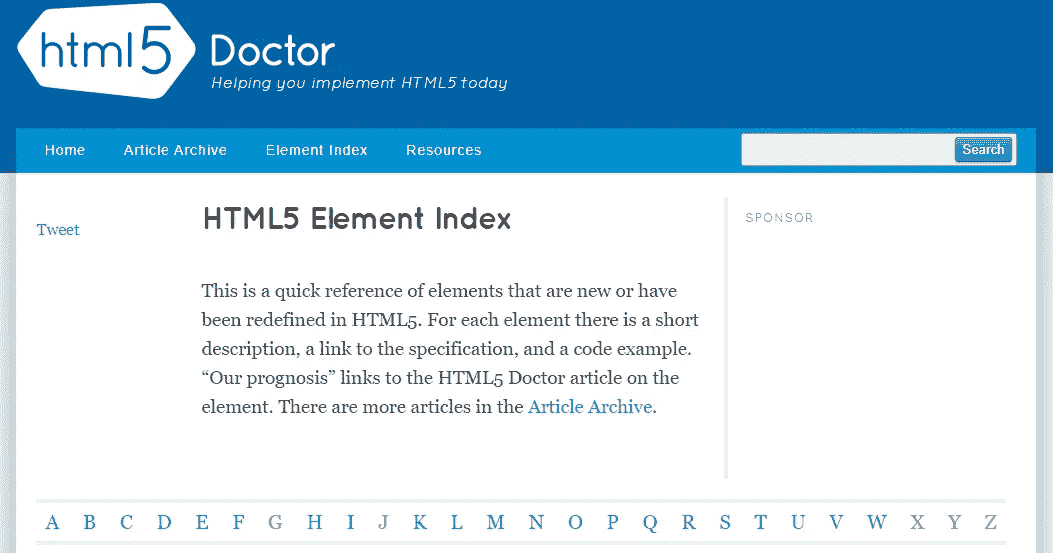 html5 Doctor
Helping you implement HTML5 today
Home Article Archive Element Index Resources Search
Tweet
HTML5 Element Index
SPONSOR
This is a quick reference of elements that are new or have
been redefined in HTML5. For each element there is a short
description, a link to the specification, and a code example.
“Our prognosis” links to the HTML5 Doctor article on the
element. There are more articles in the Article Archive.
A B C D E F G H I J K L M N O P Q R S T U V W X Y Z